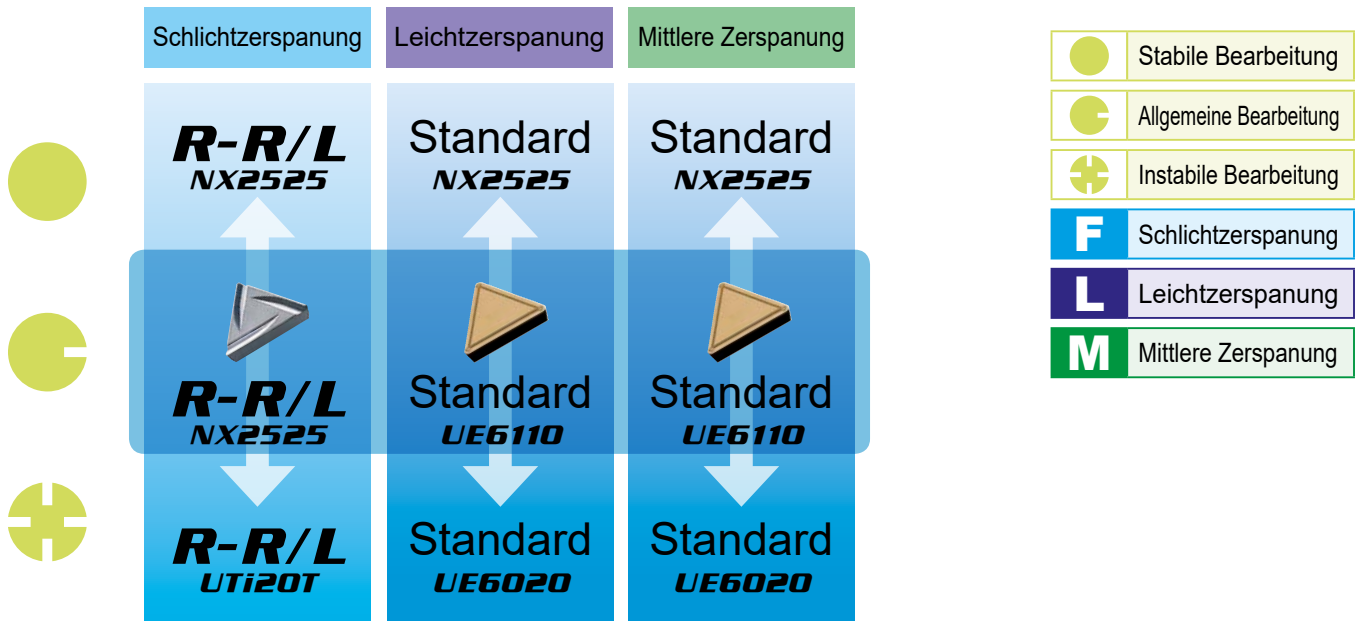 Schlichtzerspanung
Leichtzerspanung
Mittlere Zerspanung
R-R/L
NX2525
Standard
NX2525
Standard
NX2525
R-R/L
NX2525
Standard
UE6110
Standard
UE6110
R-R/L
UTi20T
Standard
UE6020
Standard
UE6020
Stabile Bearbeitung
Allgemeine Bearbeitung
Instabile Bearbeitung
F Schlichtzerspanung
L Leichtzerspanung
M Mittlere Zerspanung